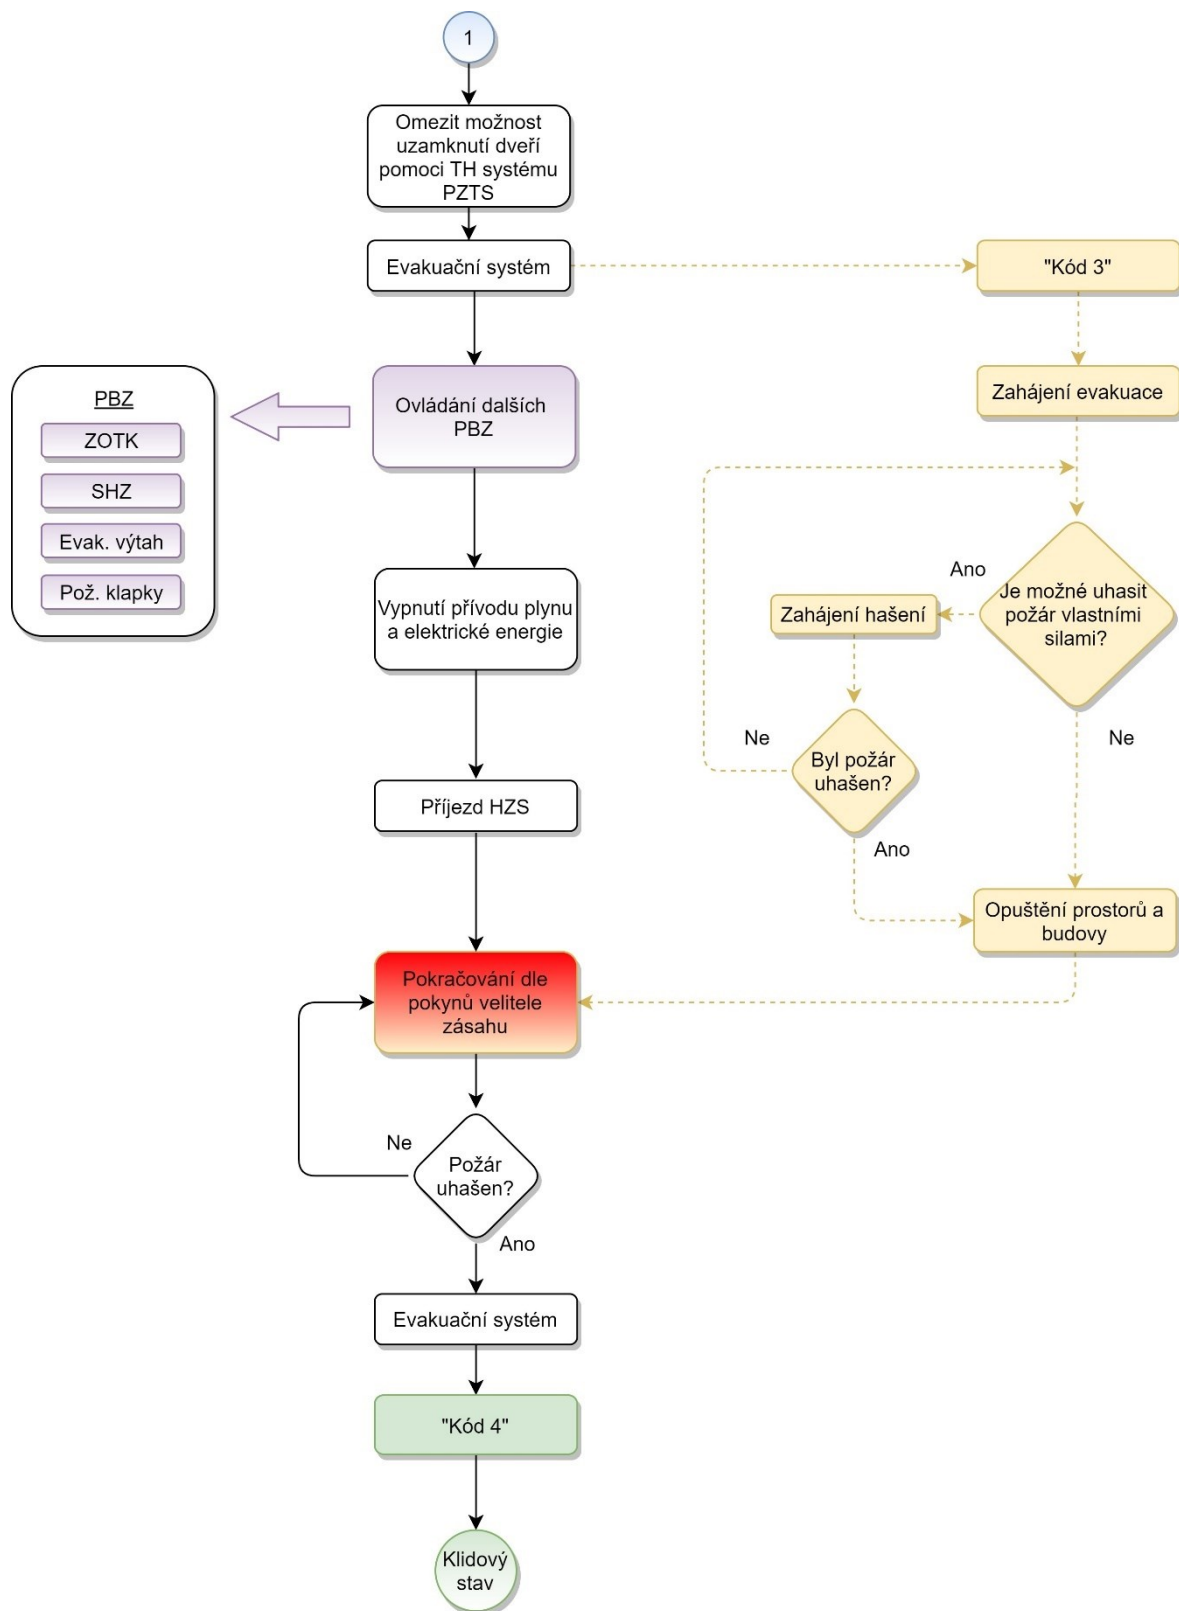 1
Omezit možnost
uzamknutí dveří
pomoci TH systému
PZTS
Evakuační systém
"Kód 3"
Zahájení evakuace
Ovládání dalších
PBZ
PBZ
ZOTK
SHZ
Evak. výtah
Pož. klapky
Je možné uhasit
požár vlastními
silami?
Ano
Zahájení hašení
Vypnutí přívodu plynu
a elektrické energie
Ne
Byl požár
uhašen?
Ne
Ano
Příjezd HZS
Opuštění prostorů a
budovy
Pokračování dle
pokynů velitele
zásahu
Ne
Požár
uhašen?
Ano
Evakuační systém
"Kód 4"
Klidový
stav